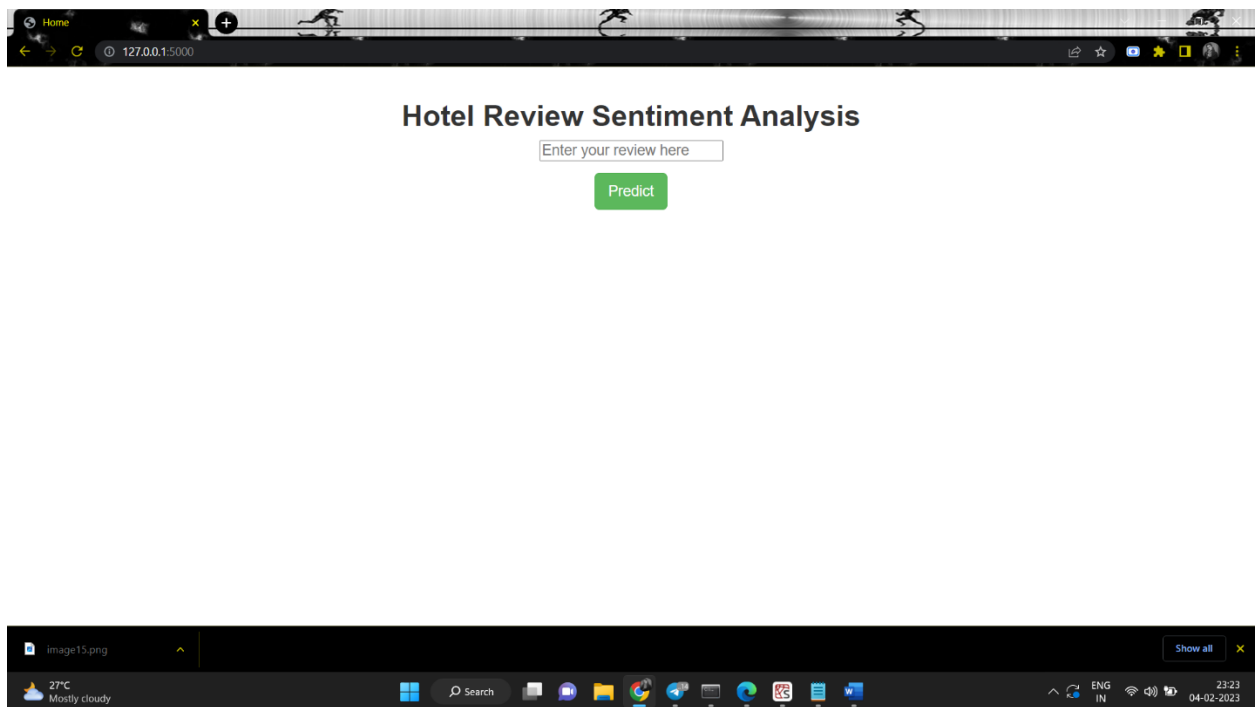 Home
127.0.0.1:5000
Hotel Review Sentiment Analysis
Enter your review here
Predict
image15.png
Show all
27°C
Mostly cloudy
Search
ENG
IN
23:23
04-02-2023